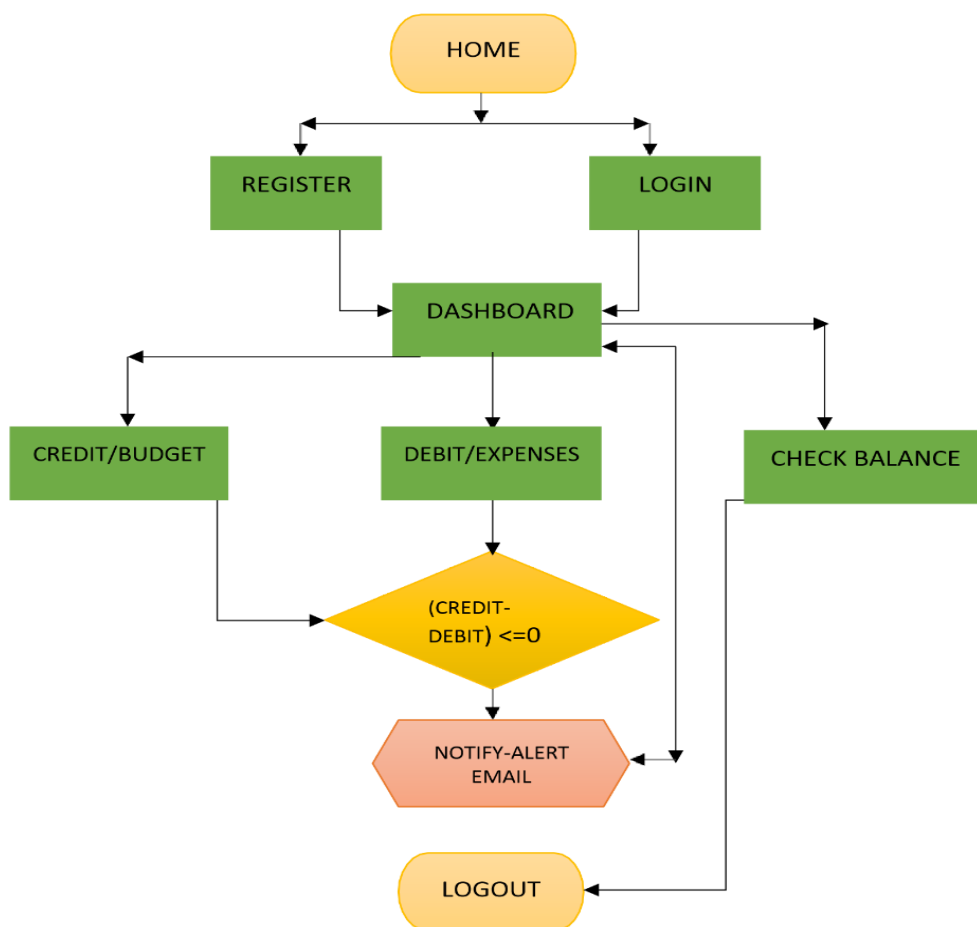 HOME
REGISTER
LOGIN
DASHBOARD
CREDIT/BUDGET
DEBIT/EXPENSES
CHECK BALANCE
(CREDIT-
DEBIT) <=0
NOTIFY-ALERT
EMAIL
LOGOUT